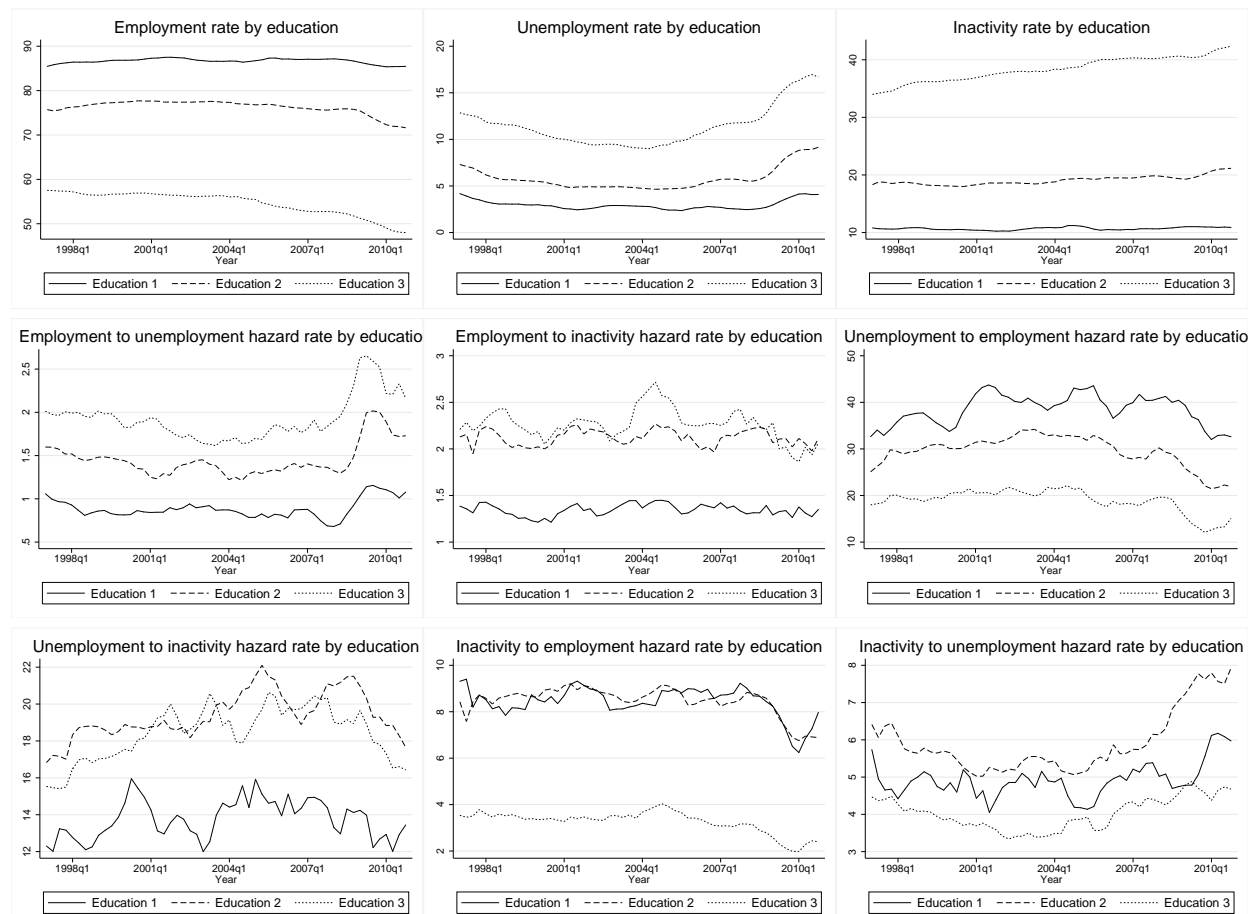 Employment rate by education
90
80
70
60
50
1998q1 2001q1 2004q1 2007q1 2010q1
Year
Education 1 Education 2 Education 3
Unemployment rate by education
20
15
10
5
0
1998q1 2001q1 2004q1 2007q1 2010q1
Year
Education 1 Education 2 Education 3
Inactivity rate by education
40
30
20
10
1998q1 2001q1 2004q1 2007q1 2010q1
Year
Education 1 Education 2 Education 3
Employment to unemployment hazard rate by educatio
2.5
2
1.5
1
.5
1998q1 2001q1 2004q1 2007q1 2010q1
Year
Education 1 Education 2 Education 3
Employment to inactivity hazard rate by education
3
2.5
2
1.5
1
1998q1 2001q1 2004q1 2007q1 2010q1
Year
Education 1 Education 2 Education 3
Unemployment to employment hazard rate by educatio
50
40
30
20
10
1998q1 2001q1 2004q1 2007q1 2010q1
Year
Education 1 Education 2 Education 3
Unemployment to inactivity hazard rate by education
22
20
18
16
14
12
1998q1 2001q1 2004q1 2007q1 2010q1
Year
Education 1 Education 2 Education 3
Inactivity to employment hazard rate by education
10
8
6
4
2
1998q1 2001q1 2004q1 2007q1 2010q1
Year
Education 1 Education 2 Education 3
Inactivity to unemployment hazard rate by education
8
7
6
5
4
3
1998q1 2001q1 2004q1 2007q1 2010q1
Year
Education 1 Education 2 Education 3